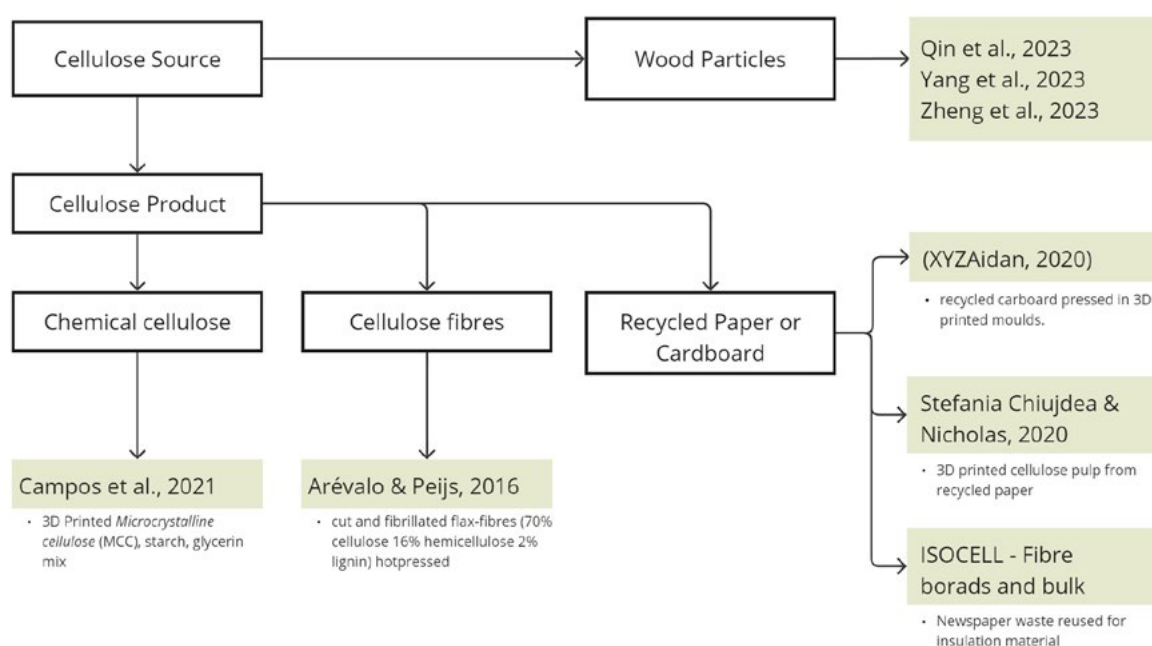 Cellulose Source
Wood Particles
Qin et al., 2023
Yang et al., 2023
Zheng et al., 2023
Cellulose Product
Chemical cellulose
Cellulose fibres
Recycled Paper or
Cardboard
(XYZAidan, 2020)
• recycled carboard pressed in 3D
printed moulds.
Stefania Chiujdea &
Nicholas, 2020
• 3D printed cellulose pulp from
recycled paper
ISOCELL - Fibre
borads and bulk
• Newspaper waste reused for
insulation material
Campos et al., 2021
• 3D Printed Microcrystalline
cellulose (MCC), starch, glycerin
mix
Arévalo & Peijs, 2016
• cut and fibrillated flax-fibres (70%
cellulose 16% hemicellulose 2%
lignin) hotpressed